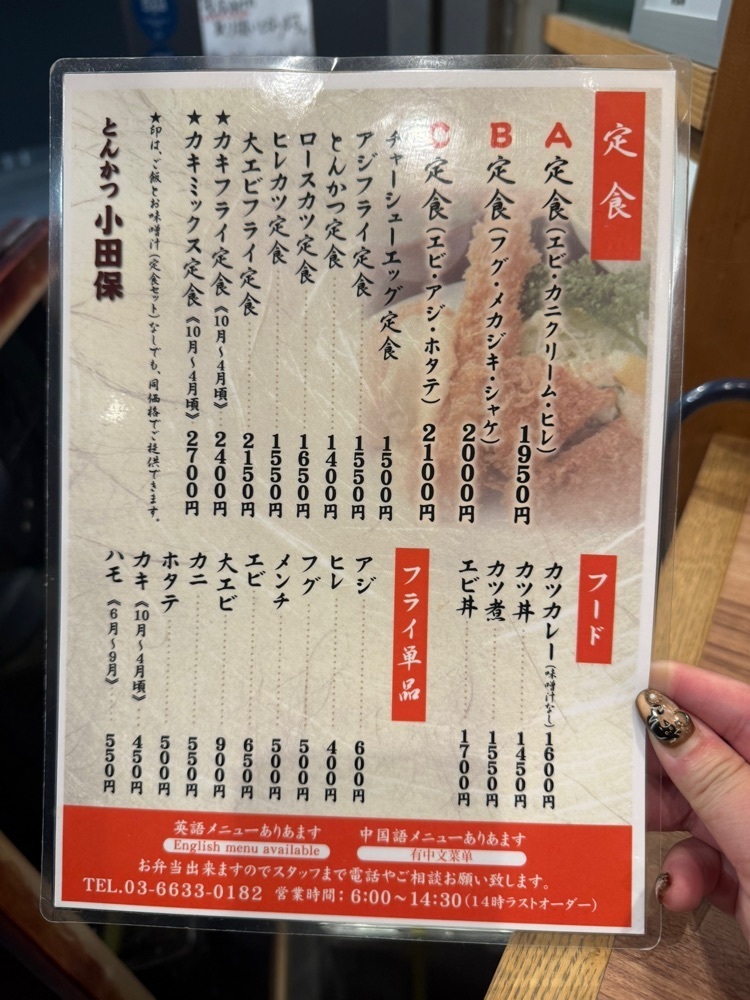 定食
A定食(エビ・カニクリーム・ヒレ) 1950円
B定食(フグ・メカジキ・シャケ) 2000円
C定食(エビ・アジ・ホタテ) 2100円
チャーシューエッグ定食 1500円
アジフライ定食 1550円
とんかつ定食 1400円
ロースカツ定食 1650円
ヒレカツ定食 1550円
大エビフライ定食 2150円
★カキフライ定食《10月〜4月頃》 2400円
★カキミックス定食《10月〜4月頃》 2700円
★印は、ご飯とお味噌汁(定食セット)なしでも、同価格でご提供できます。
とんかつ小田保
フード
カツカレー(味噌汁なし) 1600円
カツ丼 1450円
カツ煮 1550円
エビ丼 1700円
フライ単品
アジ 600円
ヒレ 400円
フグ 500円
メンチ 500円
エビ 650円
大エビ 900円
カニ 550円
ホタテ 500円
カキ《10月〜4月頃》 450円
ハモ《6月〜9月》 550円
英語メニューありあます
English menu available
中国語メニューありあます
有中文菜単
お弁当出来ますのでスタッフまで電話やご相談お願い致します。
TEL.03-6633-0182 営業時間：6:00〜14:30(14時ラストオーダー)